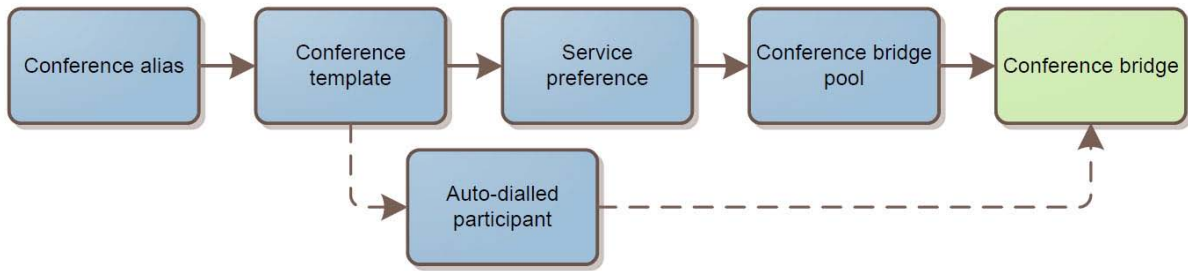 Conference alias
Conference
template
Service
preference
Conference bridge
pool
Conference bridge
Auto-dialled
participant